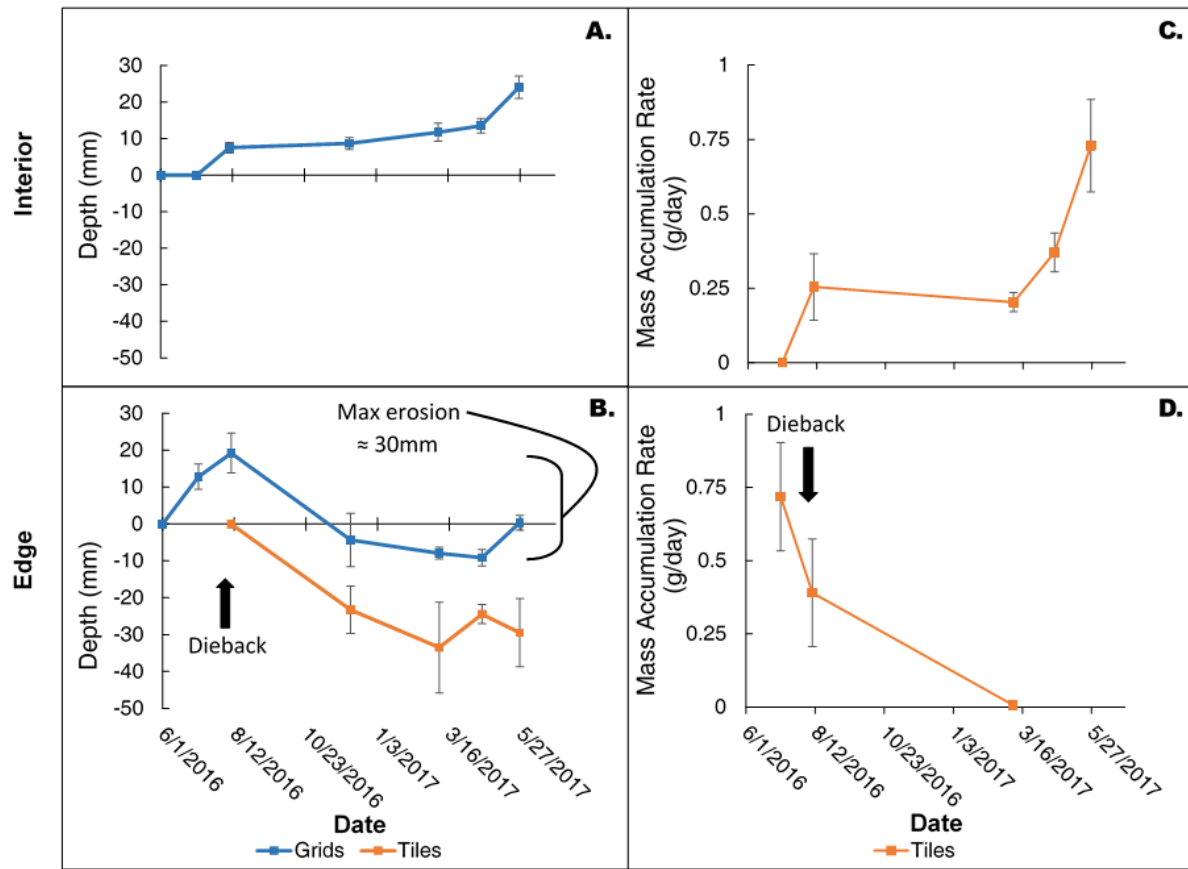 A.
Interior
Depth (mm)
30
20
10
0
-10
-20
-30
-40
-50
C.
Mass Accumulation Rate
(g/day)
1
0.75
0.5
0.25
0
B.
Edge
Depth (mm)
30
20
10
0
-10
-20
-30
-40
-50
Max erosion
≈ 30mm
Dieback
6/1/2016
8/12/2016
10/23/2016
1/3/2017
3/16/2017
5/27/2017
Date
Grids Tiles
D.
Mass Accumulation Rate
(g/day)
1
0.75
0.5
0.25
0
Dieback
6/1/2016
8/12/2016
10/23/2016
1/3/2017
3/16/2017
5/27/2017
Date
Tiles